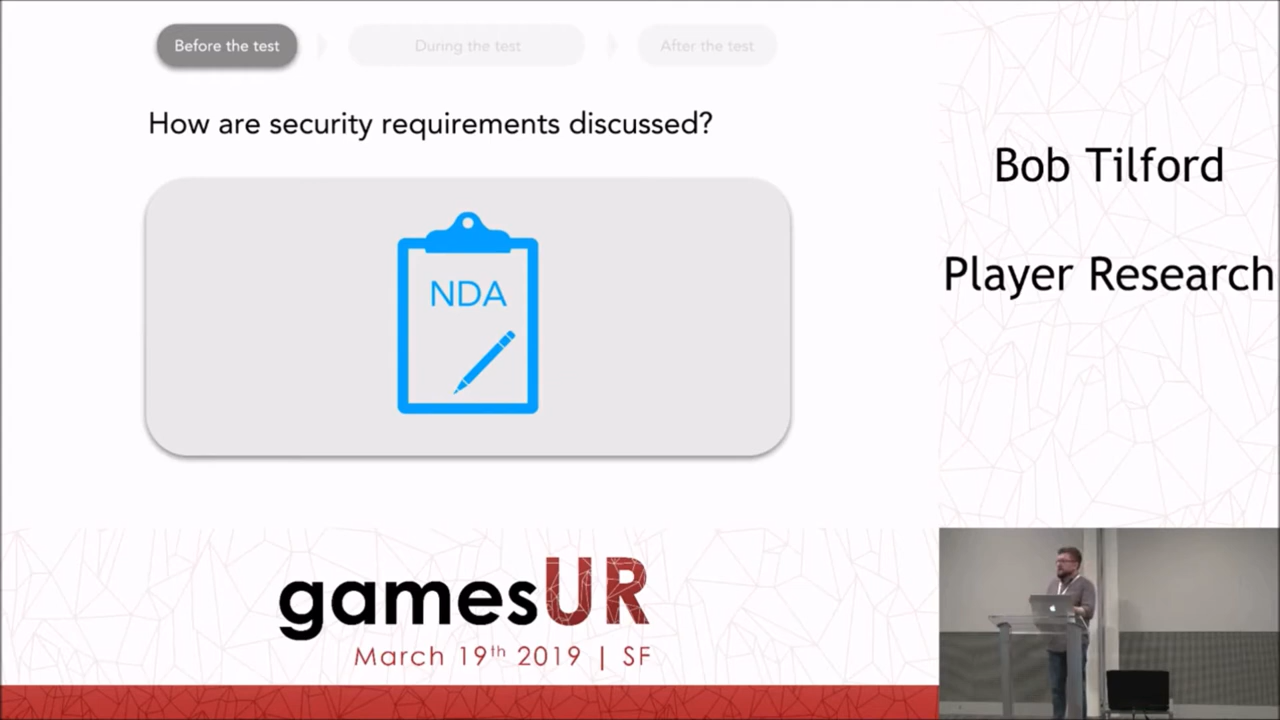 Before the test
During the test
After the test
How are security requirements discussed?
NDA
Bob Tilford
Player Research
gamesUR
March 19th 2019 | SF